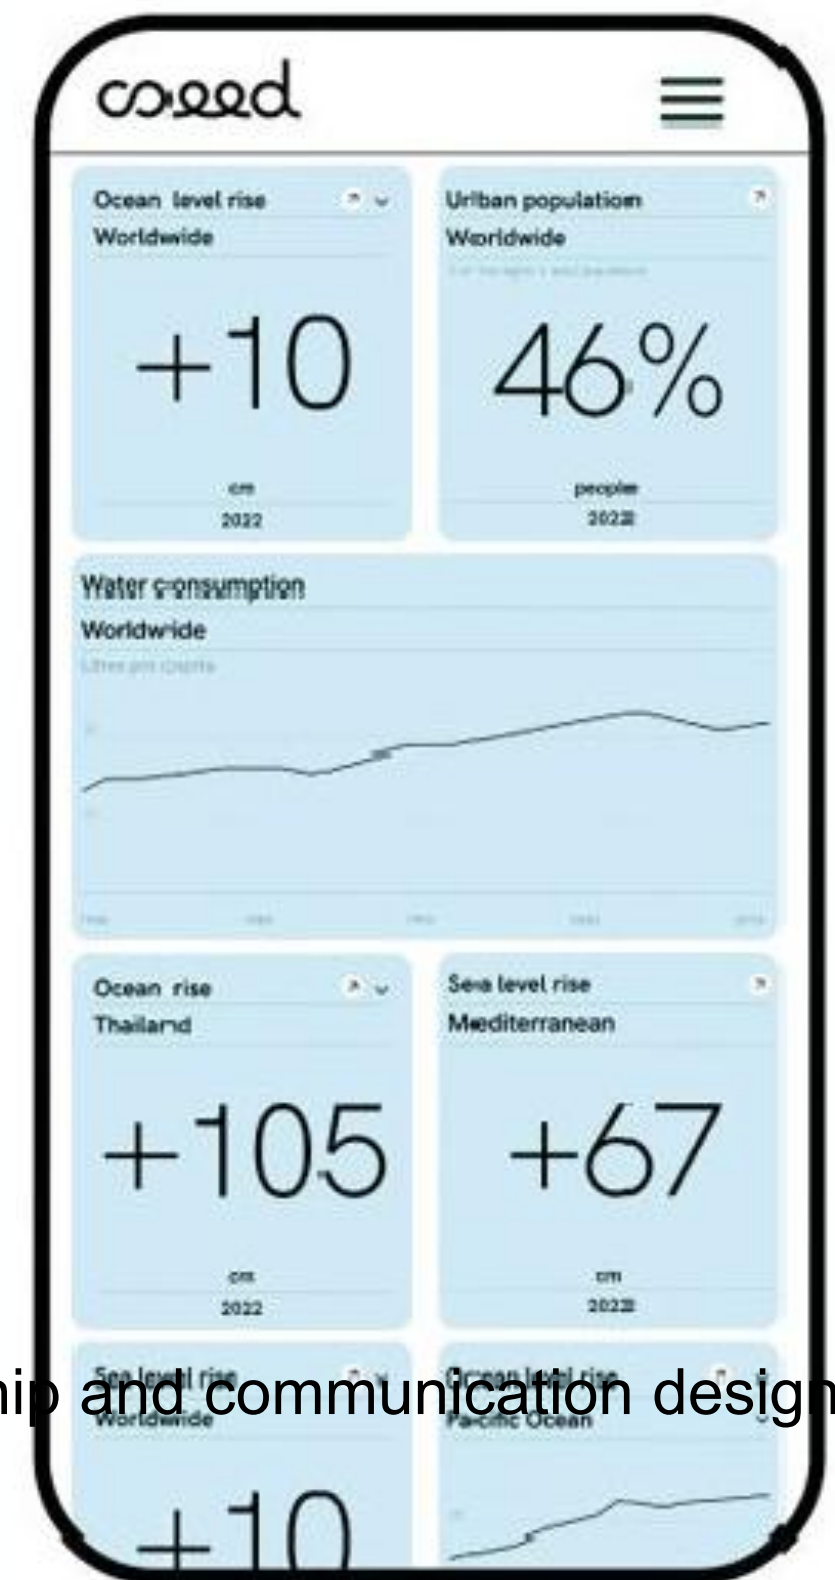 Ocean level rise
Worldwide
+10
cm
2022
Urban population
Worldwide
46%
people
2022
Water consumption
Worldwide
Ocean rise
Thailand
+105
cm
2022
Sea level rise
Mediterranean
+67
cm
2022
Sea level rise
Worldwide
+10
Ocean level rise
Pacific Ocean
and communication design